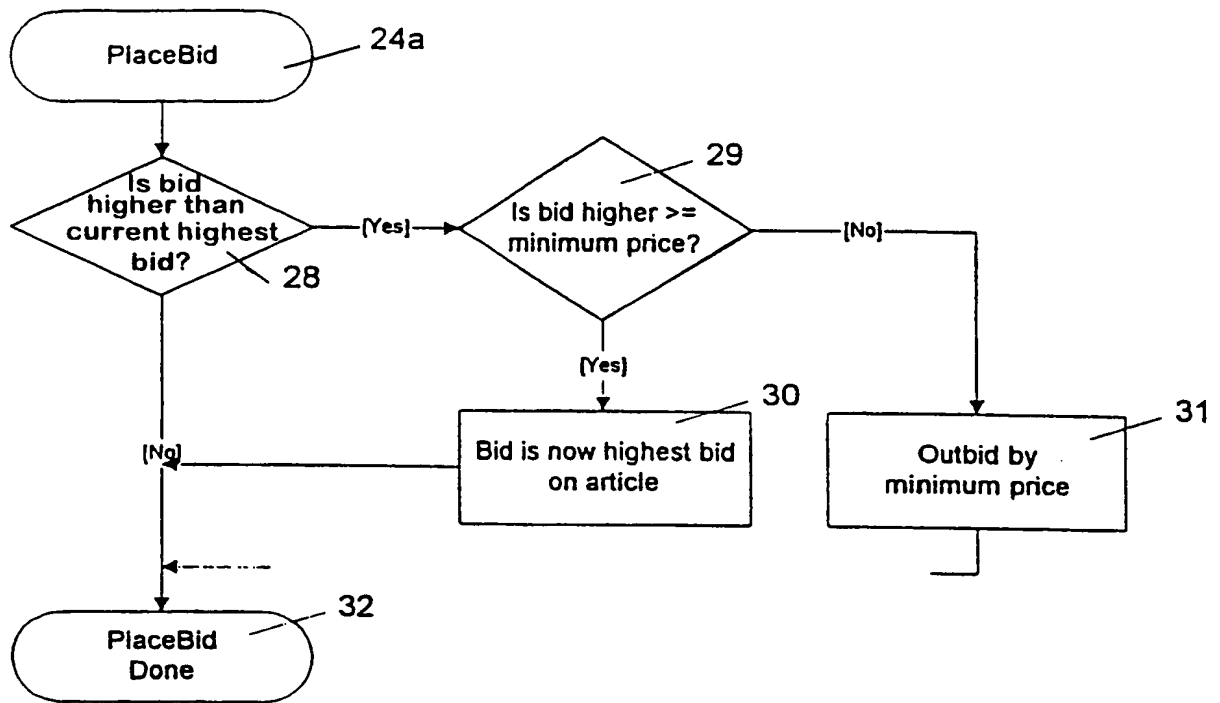 PlaceBid
24a
Is bid
higher than
current highest
bid?
28
[Yes]
29
Is bid higher >=
minimum price?
[No]
[Yes]
30
Bid is now highest bid
on article
31
Outbid by
minimum price
[No]
32
PlaceBid
Done